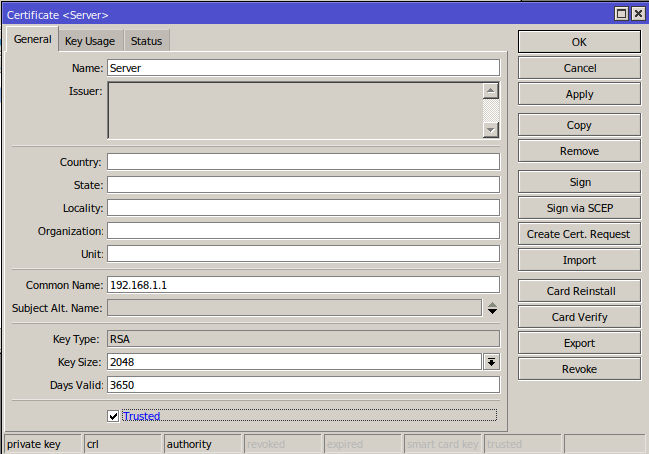 Certificate <Server>
General Key Usage Status
Name: Server
Issuer:
Country:
State:
Locality:
Organization:
Unit:
Common Name: 192.168.1.1
Subject Alt. Name:
Key Type: RSA
Key Size: 2048
Days Valid: 3650
Trusted
OK
Cancel
Apply
Copy
Remove
Sign
Sign via SCEP
Create Cert. Request
Import
Card Reinstall
Card Verify
Export
Revoke
private key crl authority revoked expired smart card key trusted